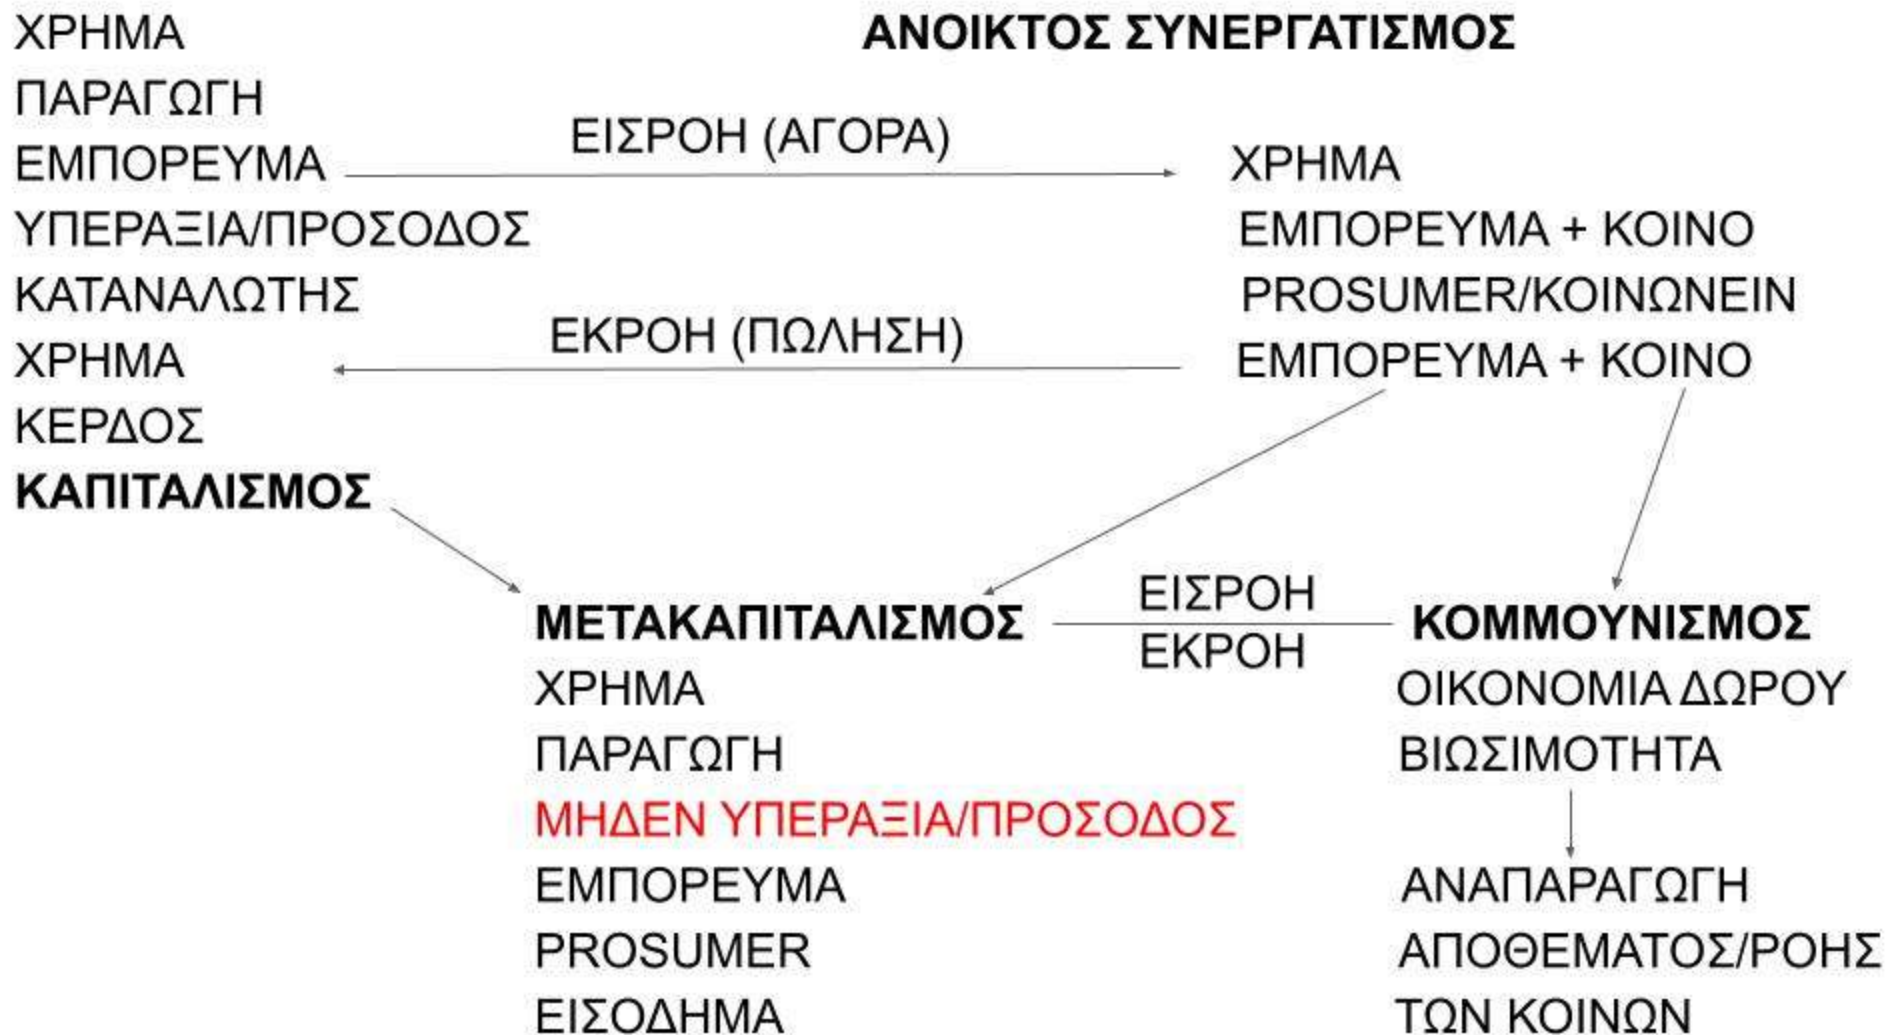 ΑΝΟΙΚΤΟΣ ΣΥΝΕΡΓΑΤΙΣΜΟΣ
ΧΡΗΜΑ
ΠΑΡΑΓΩΓΗ
ΕΜΠΟΡΕΥΜΑ
ΥΠΕΡΑΞΙΑ/ΠΡΟΣΟΔΟΣ
ΚΑΤΑΝΑΛΩΤΗΣ
ΧΡΗΜΑ
ΚΕΡΔΟΣ
ΚΑΠΙΤΑΛΙΣΜΟΣ
ΕΙΣΡΟΗ (ΑΓΟΡΑ)
ΕΚΡΟΗ (ΠΩΛΗΣΗ)
ΧΡΗΜΑ
ΕΜΠΟΡΕΥΜΑ + ΚΟΙΝΟ
PROSUMER/ΚΟΙΝΩΝΕΙΝ
ΕΜΠΟΡΕΥΜΑ + ΚΟΙΝΟ
ΜΕΤΑΚΑΠΙΤΑΛΙΣΜΟΣ
ΧΡΗΜΑ
ΠΑΡΑΓΩΓΗ
ΜΗΔΕΝ ΥΠΕΡΑΞΙΑ/ΠΡΟΣΟΔΟΣ
ΕΜΠΟΡΕΥΜΑ
PROSUMER
ΕΙΣΟΔΗΜΑ
ΕΙΣΡΟΗ
ΕΚΡΟΗ
ΚΟΜΜΟΥΝΙΣΜΟΣ
ΟΙΚΟΝΟΜΙΑ ΔΩΡΟΥ
ΒΙΩΣΙΜΟΤΗΤΑ
ΑΝΑΠΑΡΑΓΩΓΗ
ΑΠΟΘΕΜΑΤΟΣ/ΡΟΗΣ
ΤΩΝ ΚΟΙΝΩΝ